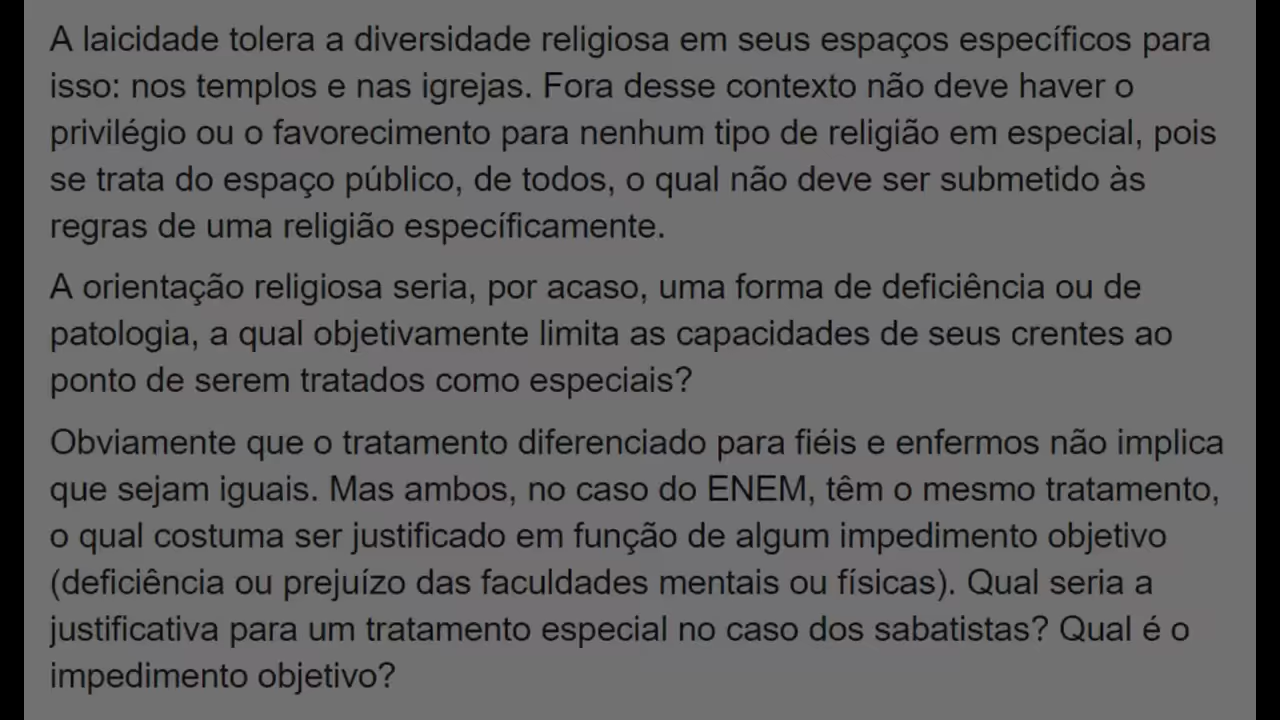 A laicidade tolera a diversidade religiosa em seus espaços específicos para
isso: nos templos e nas igrejas. Fora desse contexto não deve haver o
privilégio ou o favorecimento para nenhum tipo de religião em especial, pois
se trata do espaço público, de todos, o qual não deve ser submetido às
regras de uma religião específicamente.
A orientação religiosa seria, por acaso, uma forma de deficiência ou de
patologia, a qual objetivamente limita as capacidades de seus crentes ao
ponto de serem tratados como especiais?
Obviamente que o tratamento diferenciado para fiéis e enfermos não implica
que sejam iguais. Mas ambos, no caso do ENEM, têm o mesmo tratamento,
o qual costuma ser justificado em função de algum impedimento objetivo
(deficiência ou prejuízo das faculdades mentais ou físicas). Qual seria a
justificativa para um tratamento especial no caso dos sabatistas? Qual é o
impedimento objetivo?